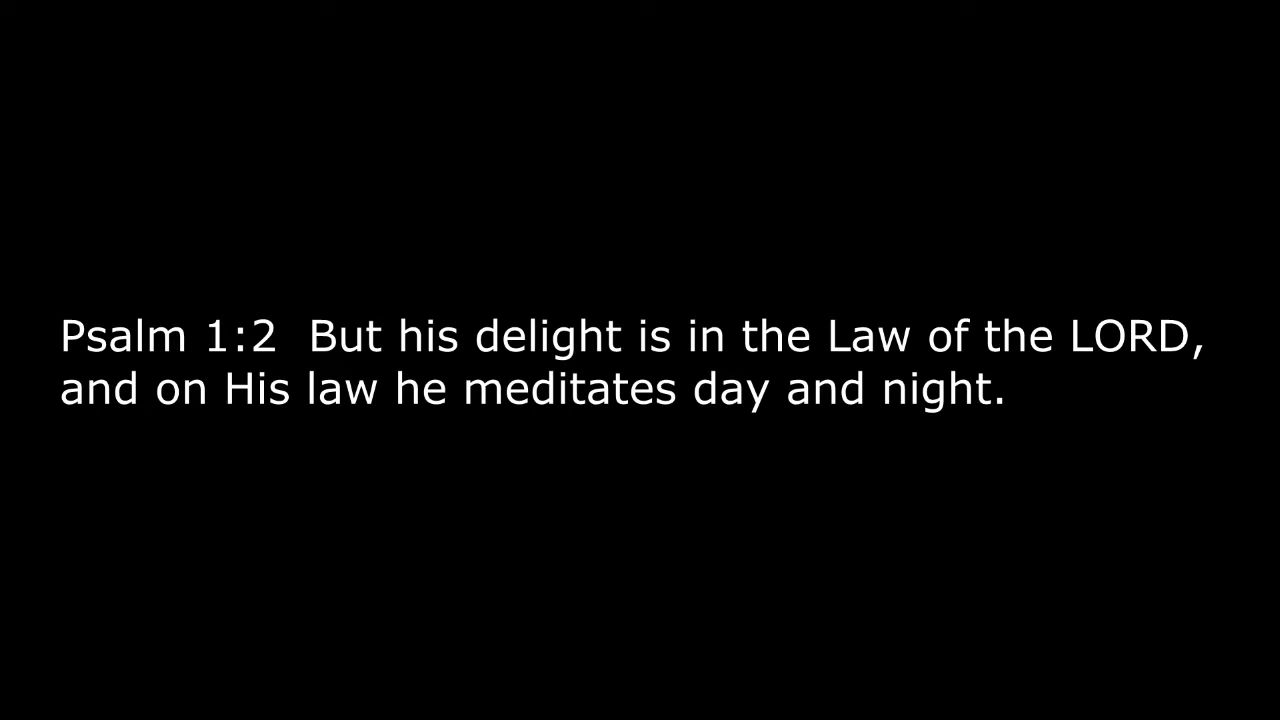 Psalm 1:2  But his delight is in the Law of the LORD,
and on His law he meditates day and night.